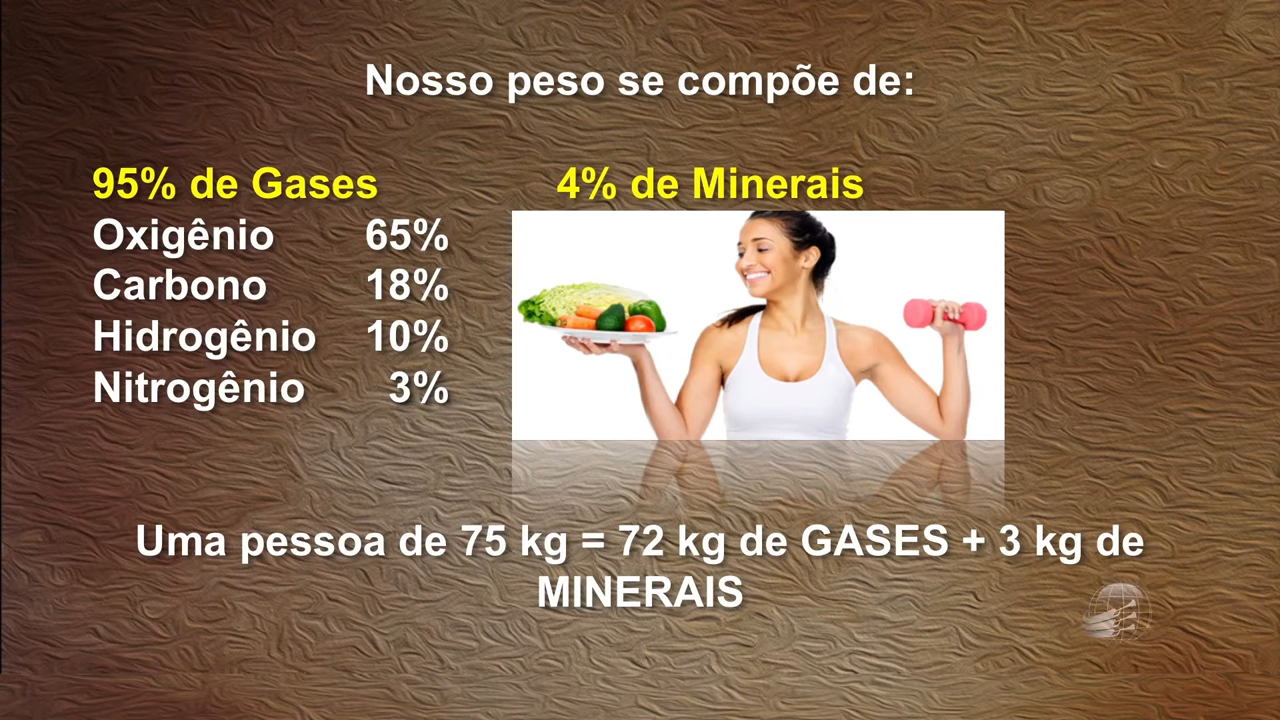 Nosso peso se compõe de:
95% de Gases
Oxigênio 65%
Carbono 18%
Hidrogênio 10%
Nitrogênio 3%
4% de Minerais
Uma pessoa de 75 kg = 72 kg de GASES + 3 kg de
MINERAIS